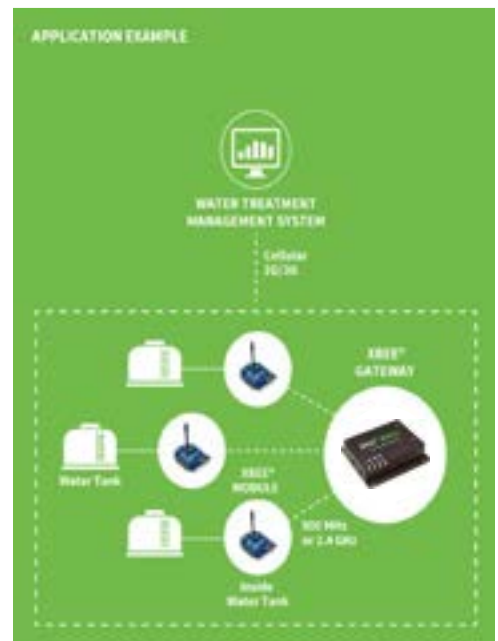 APPLICATION EXAMPLE
WATER TREATMENT
MANAGEMENT SYSTEM
Cellular
2G/3G
XBEE®
GATEWAY
Water Tank
XBEE®
MODULE
900 MHz
or 2.4 GHz
Inside
Water Tank